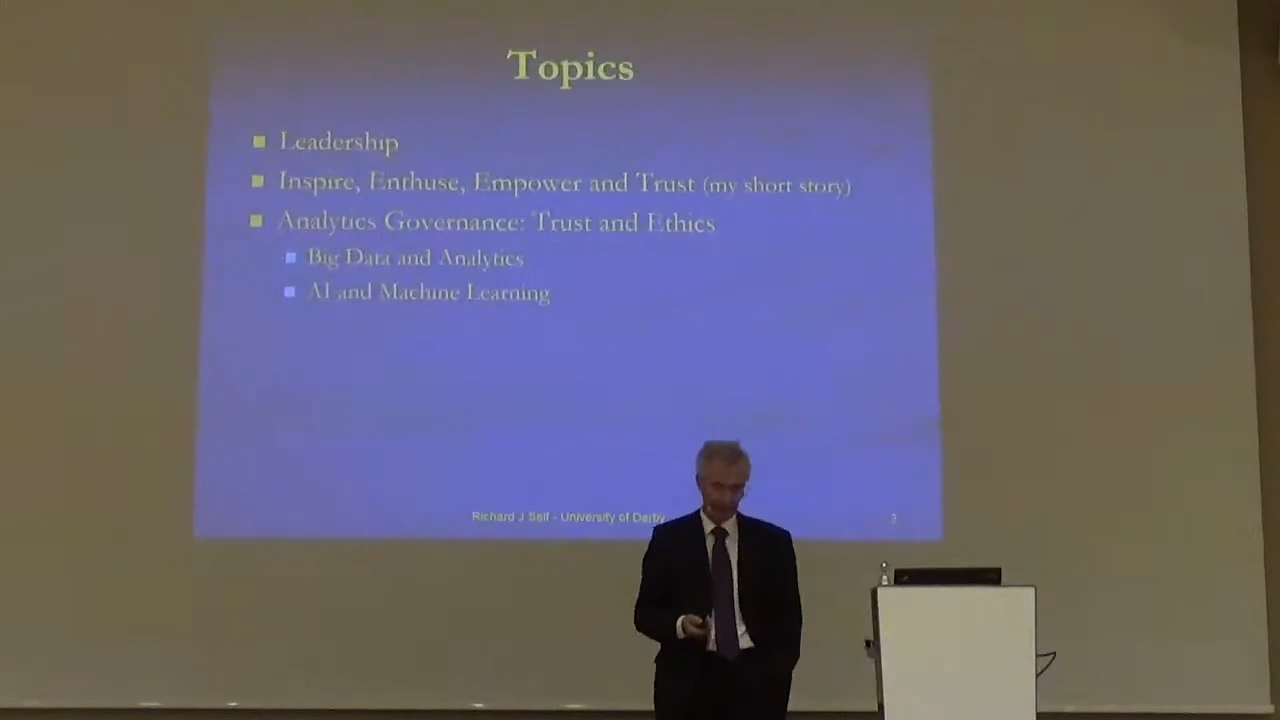 Topics
Leadership
Inspire, Enthuse, Empower and Trust (my short story)
Analytics Governance: Trust and Ethics
Big Data and Analytics
AI and Machine Learning
Richard J Self - University of Derby
3